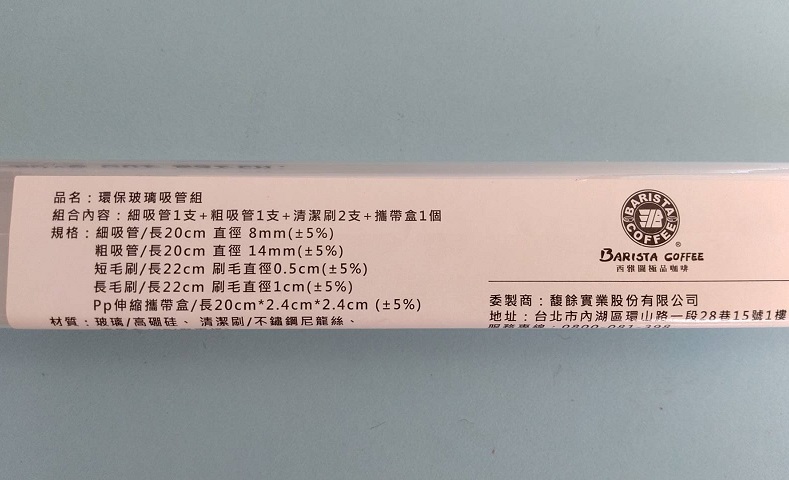 品名：環保玻璃吸管組
組合內容：細吸管1支+粗吸管1支+清潔刷2支+攜帶盒1個
規格：細吸管/長20cm 直徑 8mm(±5%)
粗吸管/長20cm 直徑 14mm(±5%)
短毛刷/長22cm 刷毛直徑0.5cm(±5%)
長毛刷/長22cm 刷毛直徑1cm(±5%)
Pp伸縮攜帶盒/長20cm*2.4cm*2.4cm (±5%)
材質：玻璃/高硼硅、清潔刷/不鏽鋼尼龍絲、
BARISTA COFFEE
®
BARISTA COFFEE
西雅圖極品咖啡
委製商：馥餘實業股份有限公司
地址：台北市內湖區環山路一段28巷15號1樓
服務專線：0800-081-398